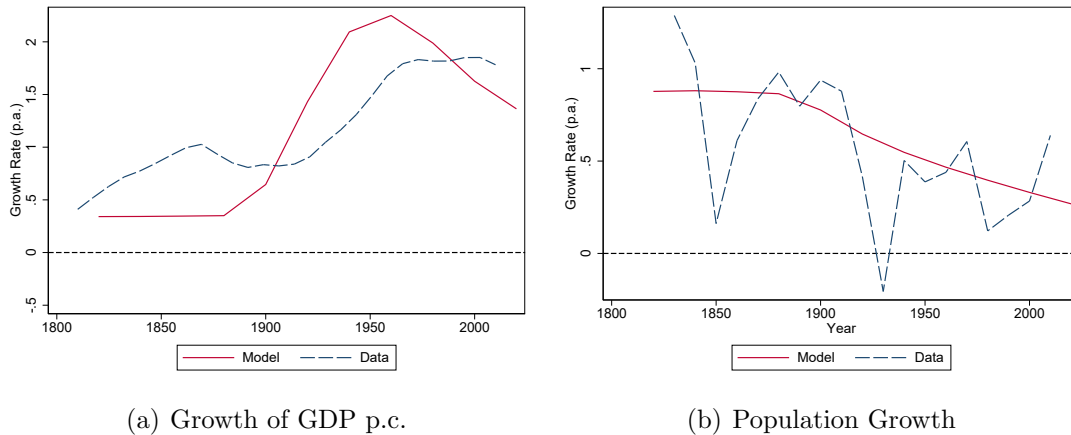 Growth Rate (p.a.)
2
1.5
1
.5
0
-.5
1800 1850 1900 1950 2000
Model Data
(a) Growth of GDP p.c.
Growth Rate (p.a.)
1
.5
0
1800 1850 1900 1950 2000
Year
Model Data
(b) Population Growth